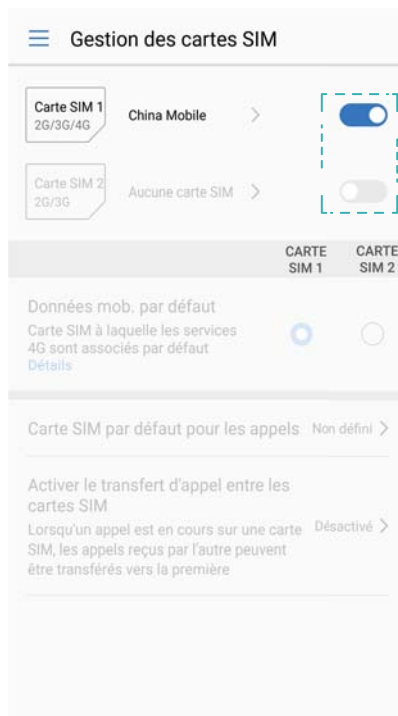 Gestion des cartes SIM
Carte SIM 1
2G/3G/4G
China Mobile
Carte SIM 2
2G/3G
Aucune carte SIM
CARTE SIM 1
CARTE SIM 2
Données mob. par défaut
Carte SIM à laquelle les services
4G sont associés par défaut
Détails
Carte SIM par défaut pour les appels
Non défini
Activer le transfert d'appel entre les
cartes SIM
Lorsqu'un appel est en cours sur une carte
SIM, les appels reçus par l'autre peuvent
être transférés vers la première
Désactivé